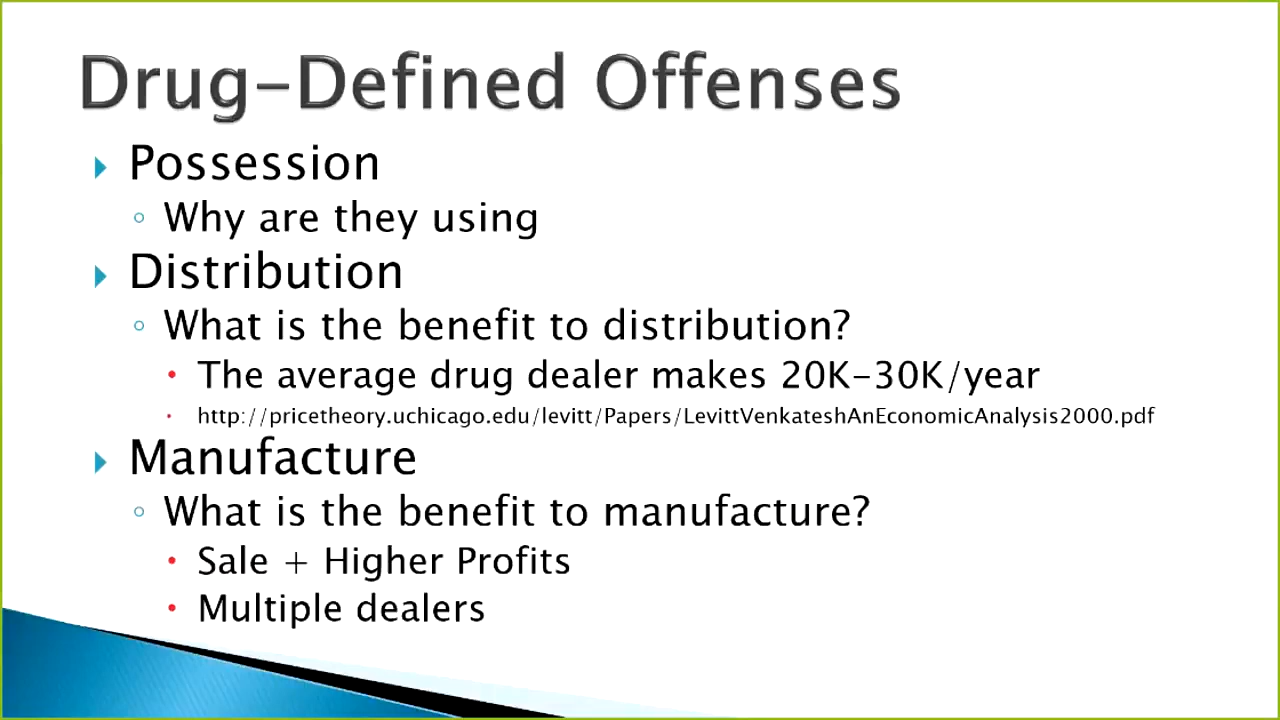 Drug-Defined Offenses
Possession
Why are they using
Distribution
What is the benefit to distribution?
The average drug dealer makes 20K-30K/year
http://pricetheory.uchicago.edu/levitt/Papers/LevittVenkateshAnEconomicAnalysis2000.pdf
Manufacture
What is the benefit to manufacture?
Sale + Higher Profits
Multiple dealers